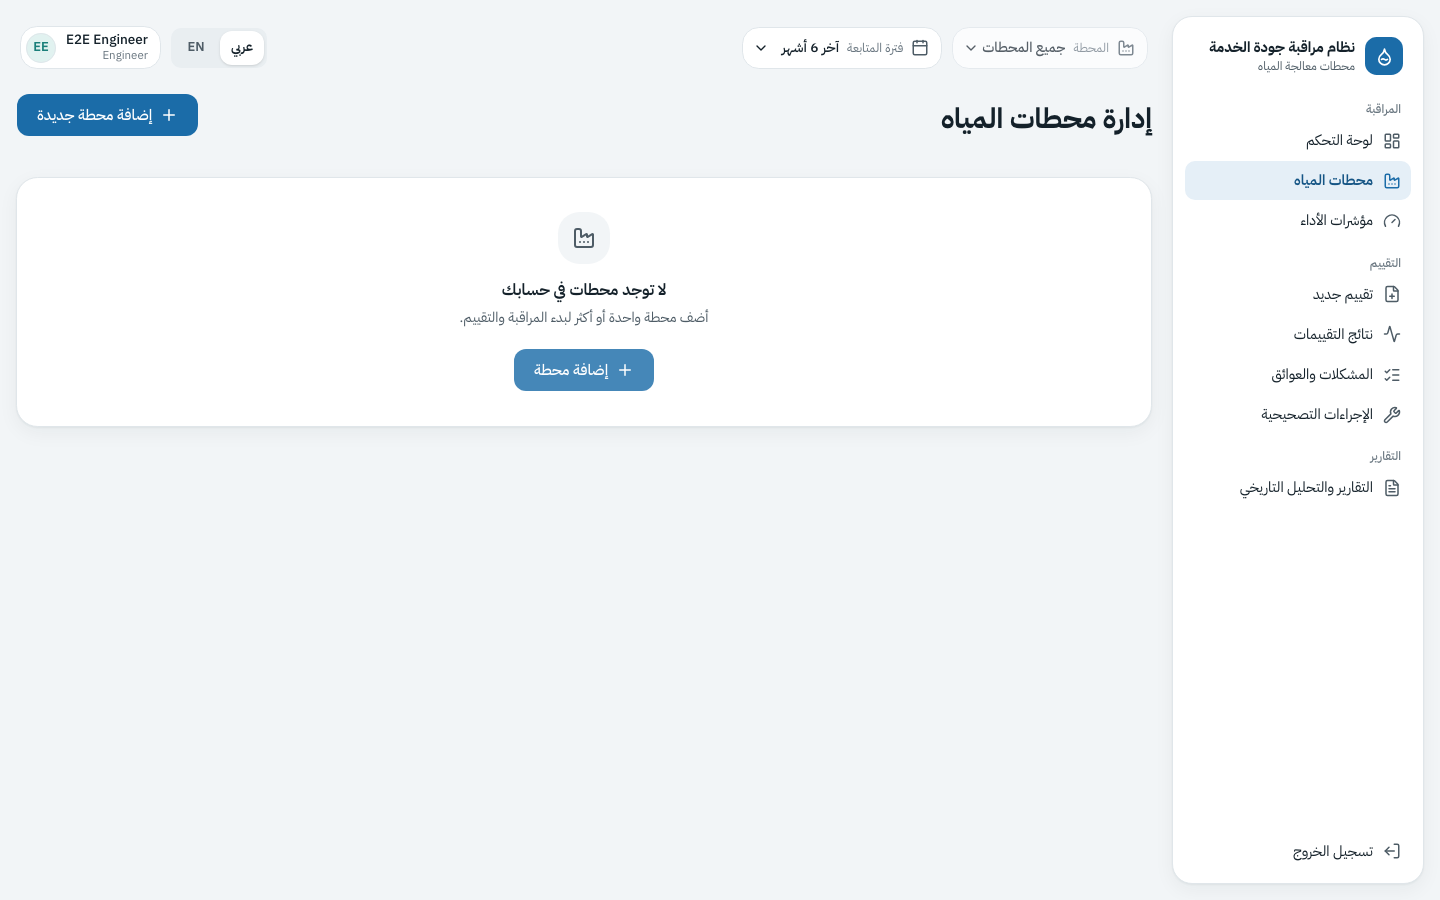 نظام مراقبة جودة الخدمة
محطات معالجة المياه
المراقبة
لوحة التحكم
محطات المياه
مؤشرات الأداء
التقييم
تقييم جديد
نتائج التقييمات
المشكلات والعوائق
الإجراءات التصحيحية
التقارير
التقارير والتحليل التاريخي
تسجيل الخروج
المحطة جميع المحطات
فترة المتابعة آخر 6 أشهر
عربي
EN
E2E Engineer
Engineer
EE
إدارة محطات المياه
إضافة محطة جديدة
لا توجد محطات في حسابك
أضف محطة واحدة أو أكثر لبدء المراقبة والتقييم.
إضافة محطة